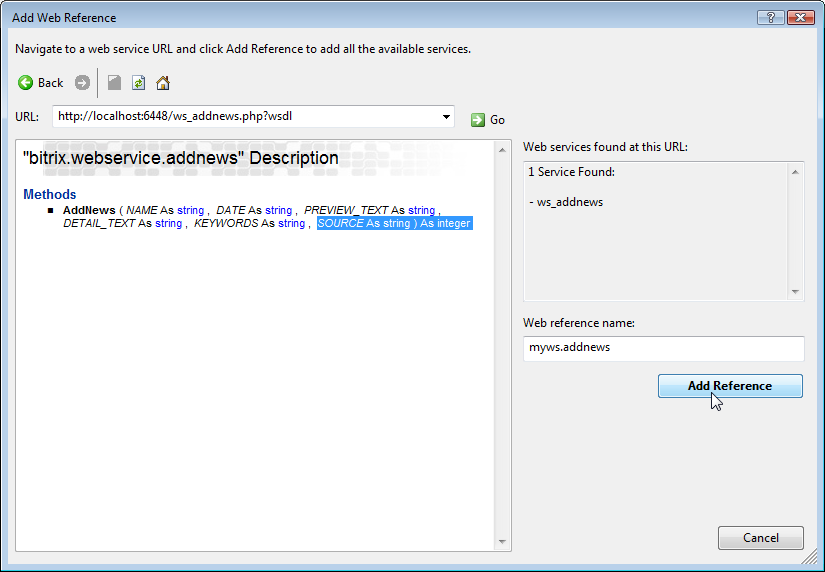 Add Web Reference
Navigate to a web service URL and click Add Reference to add all the available services.
Back
URL: http://localhost:6448/ws_addnews.php?wsdl Go
"bitrix.webservice.addnews" Description
Methods
AddNews ( NAME As string , DATE As string , PREVIEW_TEXT As string ,
DETAIL_TEXT As string , KEYWORDS As string , SOURCE As string ) As integer
Web services found at this URL:
1 Service Found:
- ws_addnews
Web reference name:
myws.addnews
Add Reference
Cancel